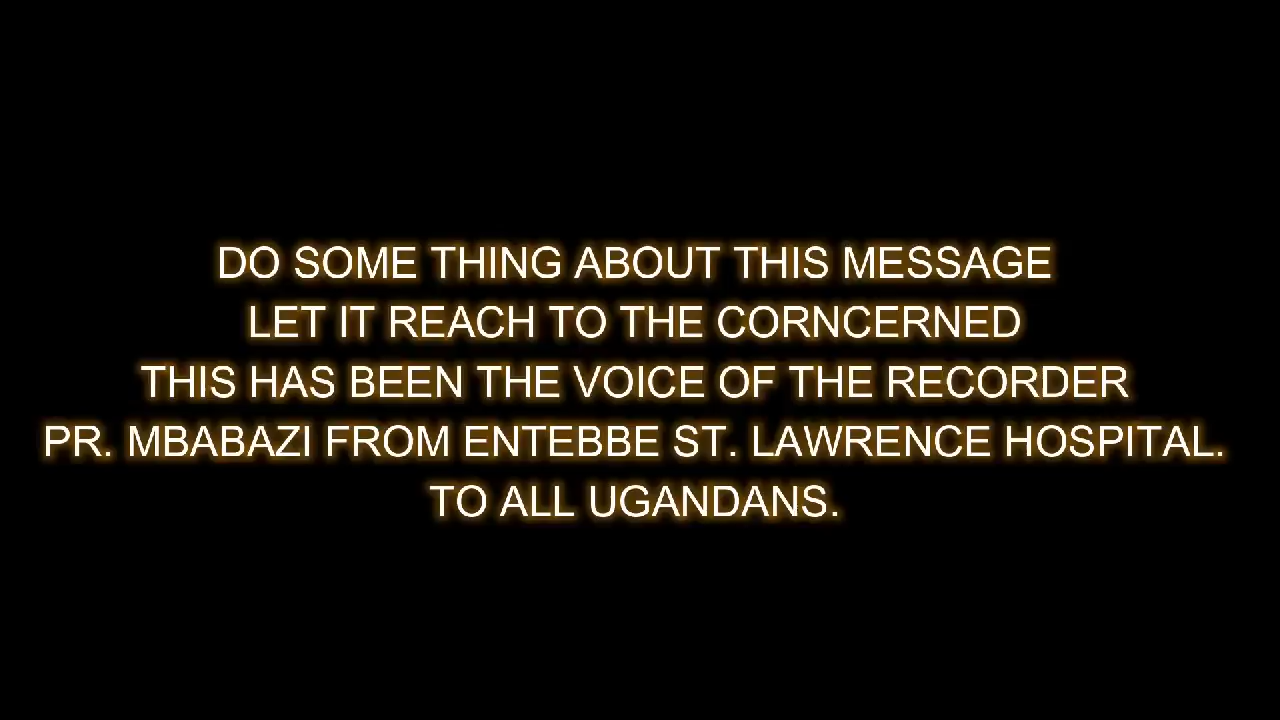 DO SOME THING ABOUT THIS MESSAGE
LET IT REACH TO THE CORNCERNED
THIS HAS BEEN THE VOICE OF THE RECORDER
PR. MBABAZI FROM ENTEBBE ST. LAWRENCE HOSPITAL.
TO ALL UGANDANS.